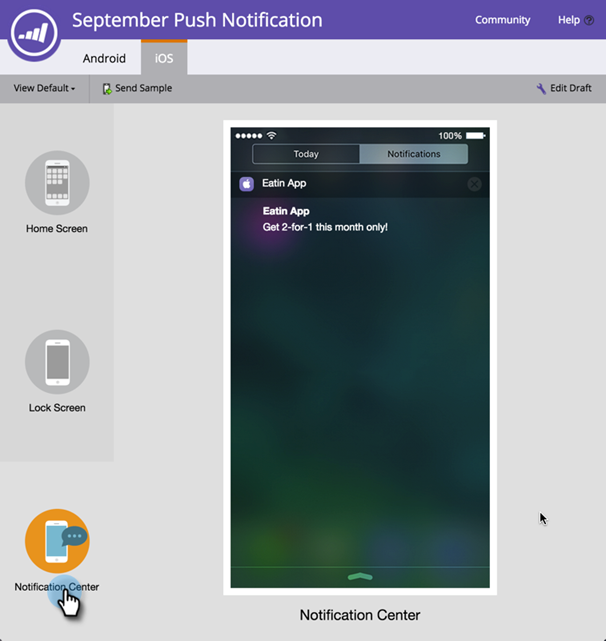 September Push Notification
Community
Help
Android
iOS
View Default
Send Sample
Edit Draft
Home Screen
Lock Screen
Notification Center
100%
Today
Notifications
Eatin App
Eatin App
Get 2-for-1 this month only!
Notification Center